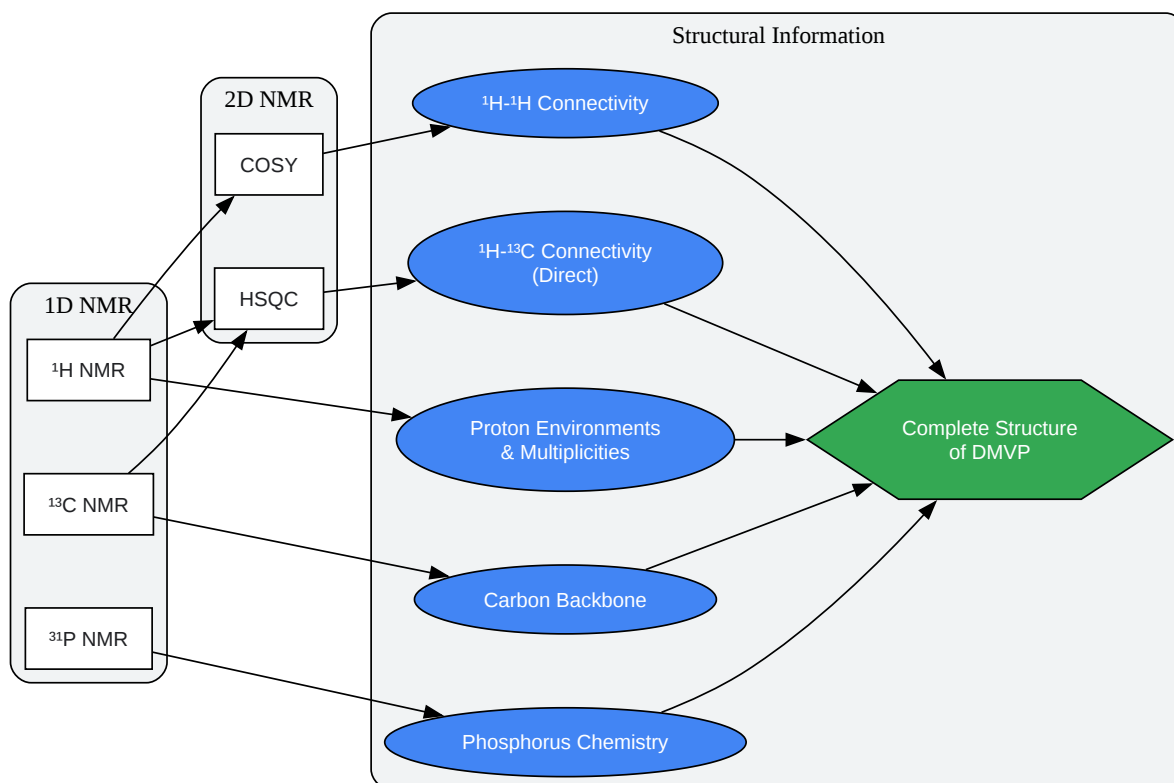 Structural Information
2D NMR
COSY
HSQC
1D NMR
¹H NMR
¹³C NMR
³¹P NMR
¹H-¹H Connectivity
¹H-¹³C Connectivity
(Direct)
Proton Environments
& Multiplicities
Carbon Backbone
Phosphorus Chemistry
Complete Structure
of DMVP